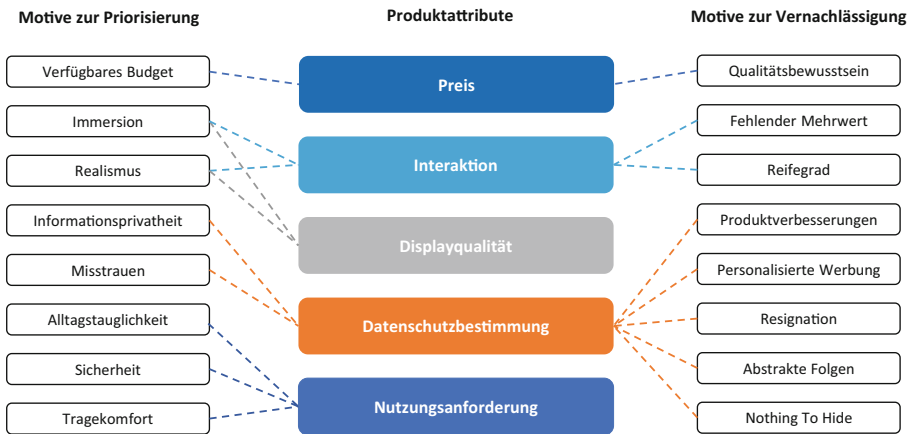 Motive zur Priorisierung
Produktattribute
Motive zur Vernachlässigung
Verfügbares Budget
Immersion
Realismus
Informationsprivatheit
Misstrauen
Alltagstauglichkeit
Sicherheit
Tragekomfort
Preis
Interaktion
Displayqualität
Datenschutzbestimmung
Nutzungsanforderung
Qualitätsbewusstsein
Fehlender Mehrwert
Reifegrad
Produktverbesserungen
Personalisierte Werbung
Resignation
Abstrakte Folgen
Nothing To Hide